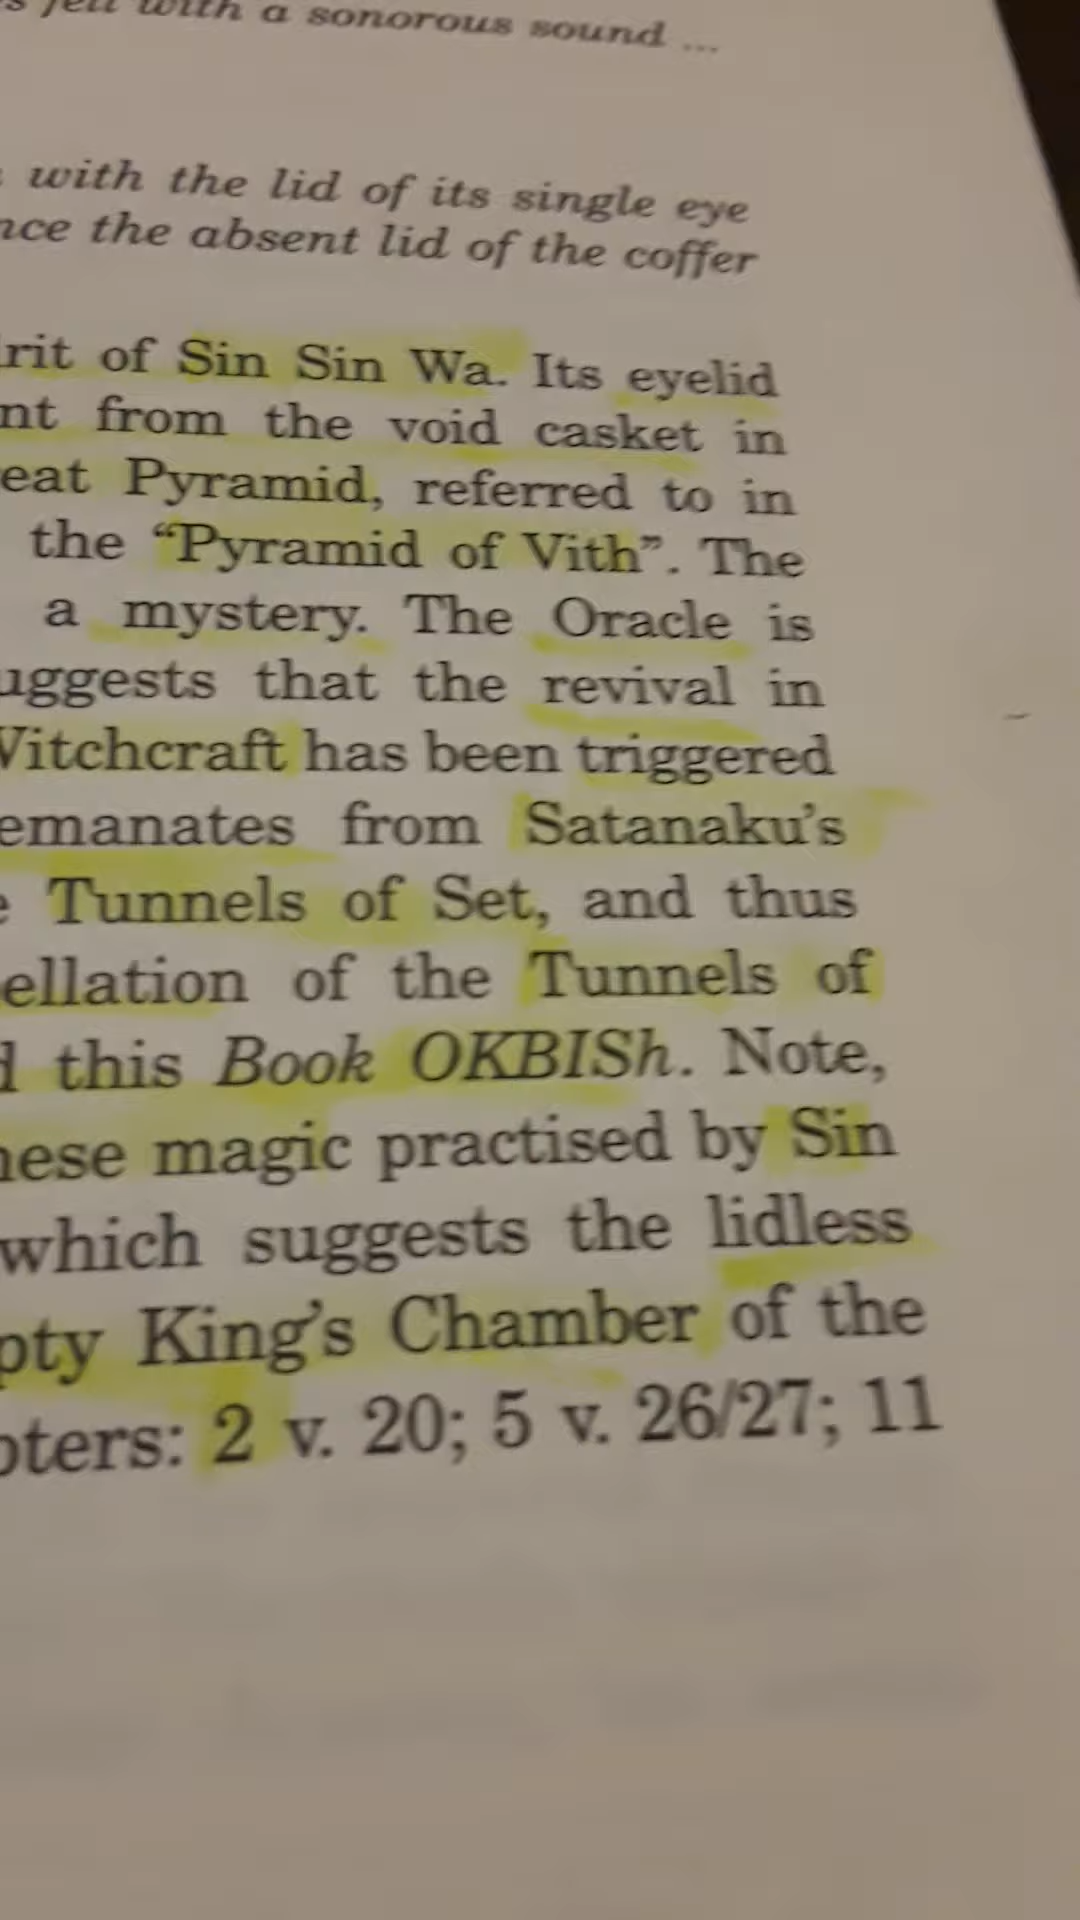 fell with a sonorous sound ...
with the lid of its single eye
the absent lid of the coffer
rit of Sin Sin Wa. Its eyelid
nt from the void casket in
eat Pyramid, referred to in
the “Pyramid of Vith”. The
a mystery. The Oracle is
uggests that the revival in
Vitchcraft has been triggered
emanates from Satanaku’s
Tunnels of Set, and thus
ellation of the Tunnels of
this Book OKBISh. Note,
nese magic practised by Sin
which suggests the lidless
pty King’s Chamber of the
pters: 2 v. 20; 5 v. 26/27; 11